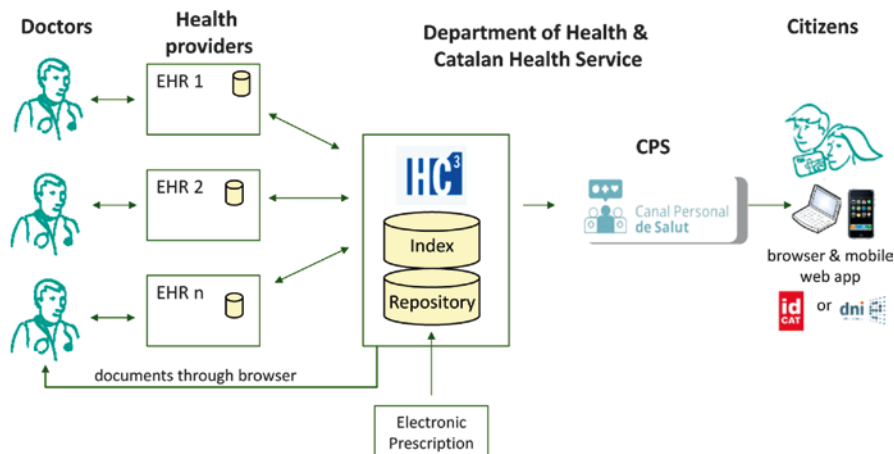 Doctors
Health
providers
Department of Health &
Catalan Health Service
Citizens
EHR 1
EHR 2
EHR n
HC3
Index
Repository
CPS
Canal Personal
de Salut
browser & mobile
web app
id
CAT
or
dni
documents through browser
Electronic
Prescription